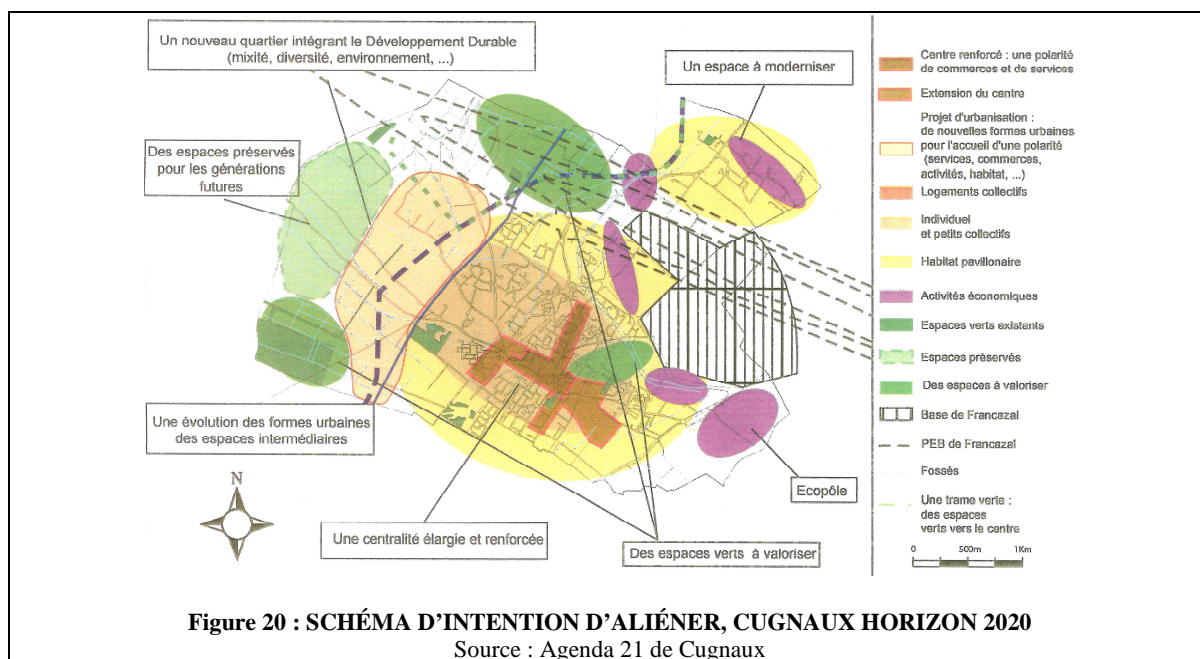 Un nouveau quartier intégrant le Développement Durable
(mixité, diversité, environnement, ...)
Un espace à moderniser
Des espaces préservés
pour les générations
futures
Une évolution des formes urbaines
des espaces intermédiaires
N
Une centralité élargie et renforcée
Des espaces verts à valoriser
Ecopôle
Centre renforcé : une polarité
de commerces et de services
Extension du centre
Projet d'urbanisation :
de nouvelles formes urbaines
pour l'accueil d'une polarité
(services, commerces,
activités, habitat, ...)
Logements collectifs
Individuel
et petits collectifs
Habitat pavillonaire
Activités économiques
Espaces verts existants
Espaces préservés
Des espaces à valoriser
Base de Francazal
PEB de Francazal
Fossés
Une trame verte :
des espaces
verts vers le centre
0 500m 1Km
Figure 20 : SCHÉMA D'INTENTION D'ALIÉNER, CUGNAUX HORIZON 2020
Source : Agenda 21 de Cugnaux